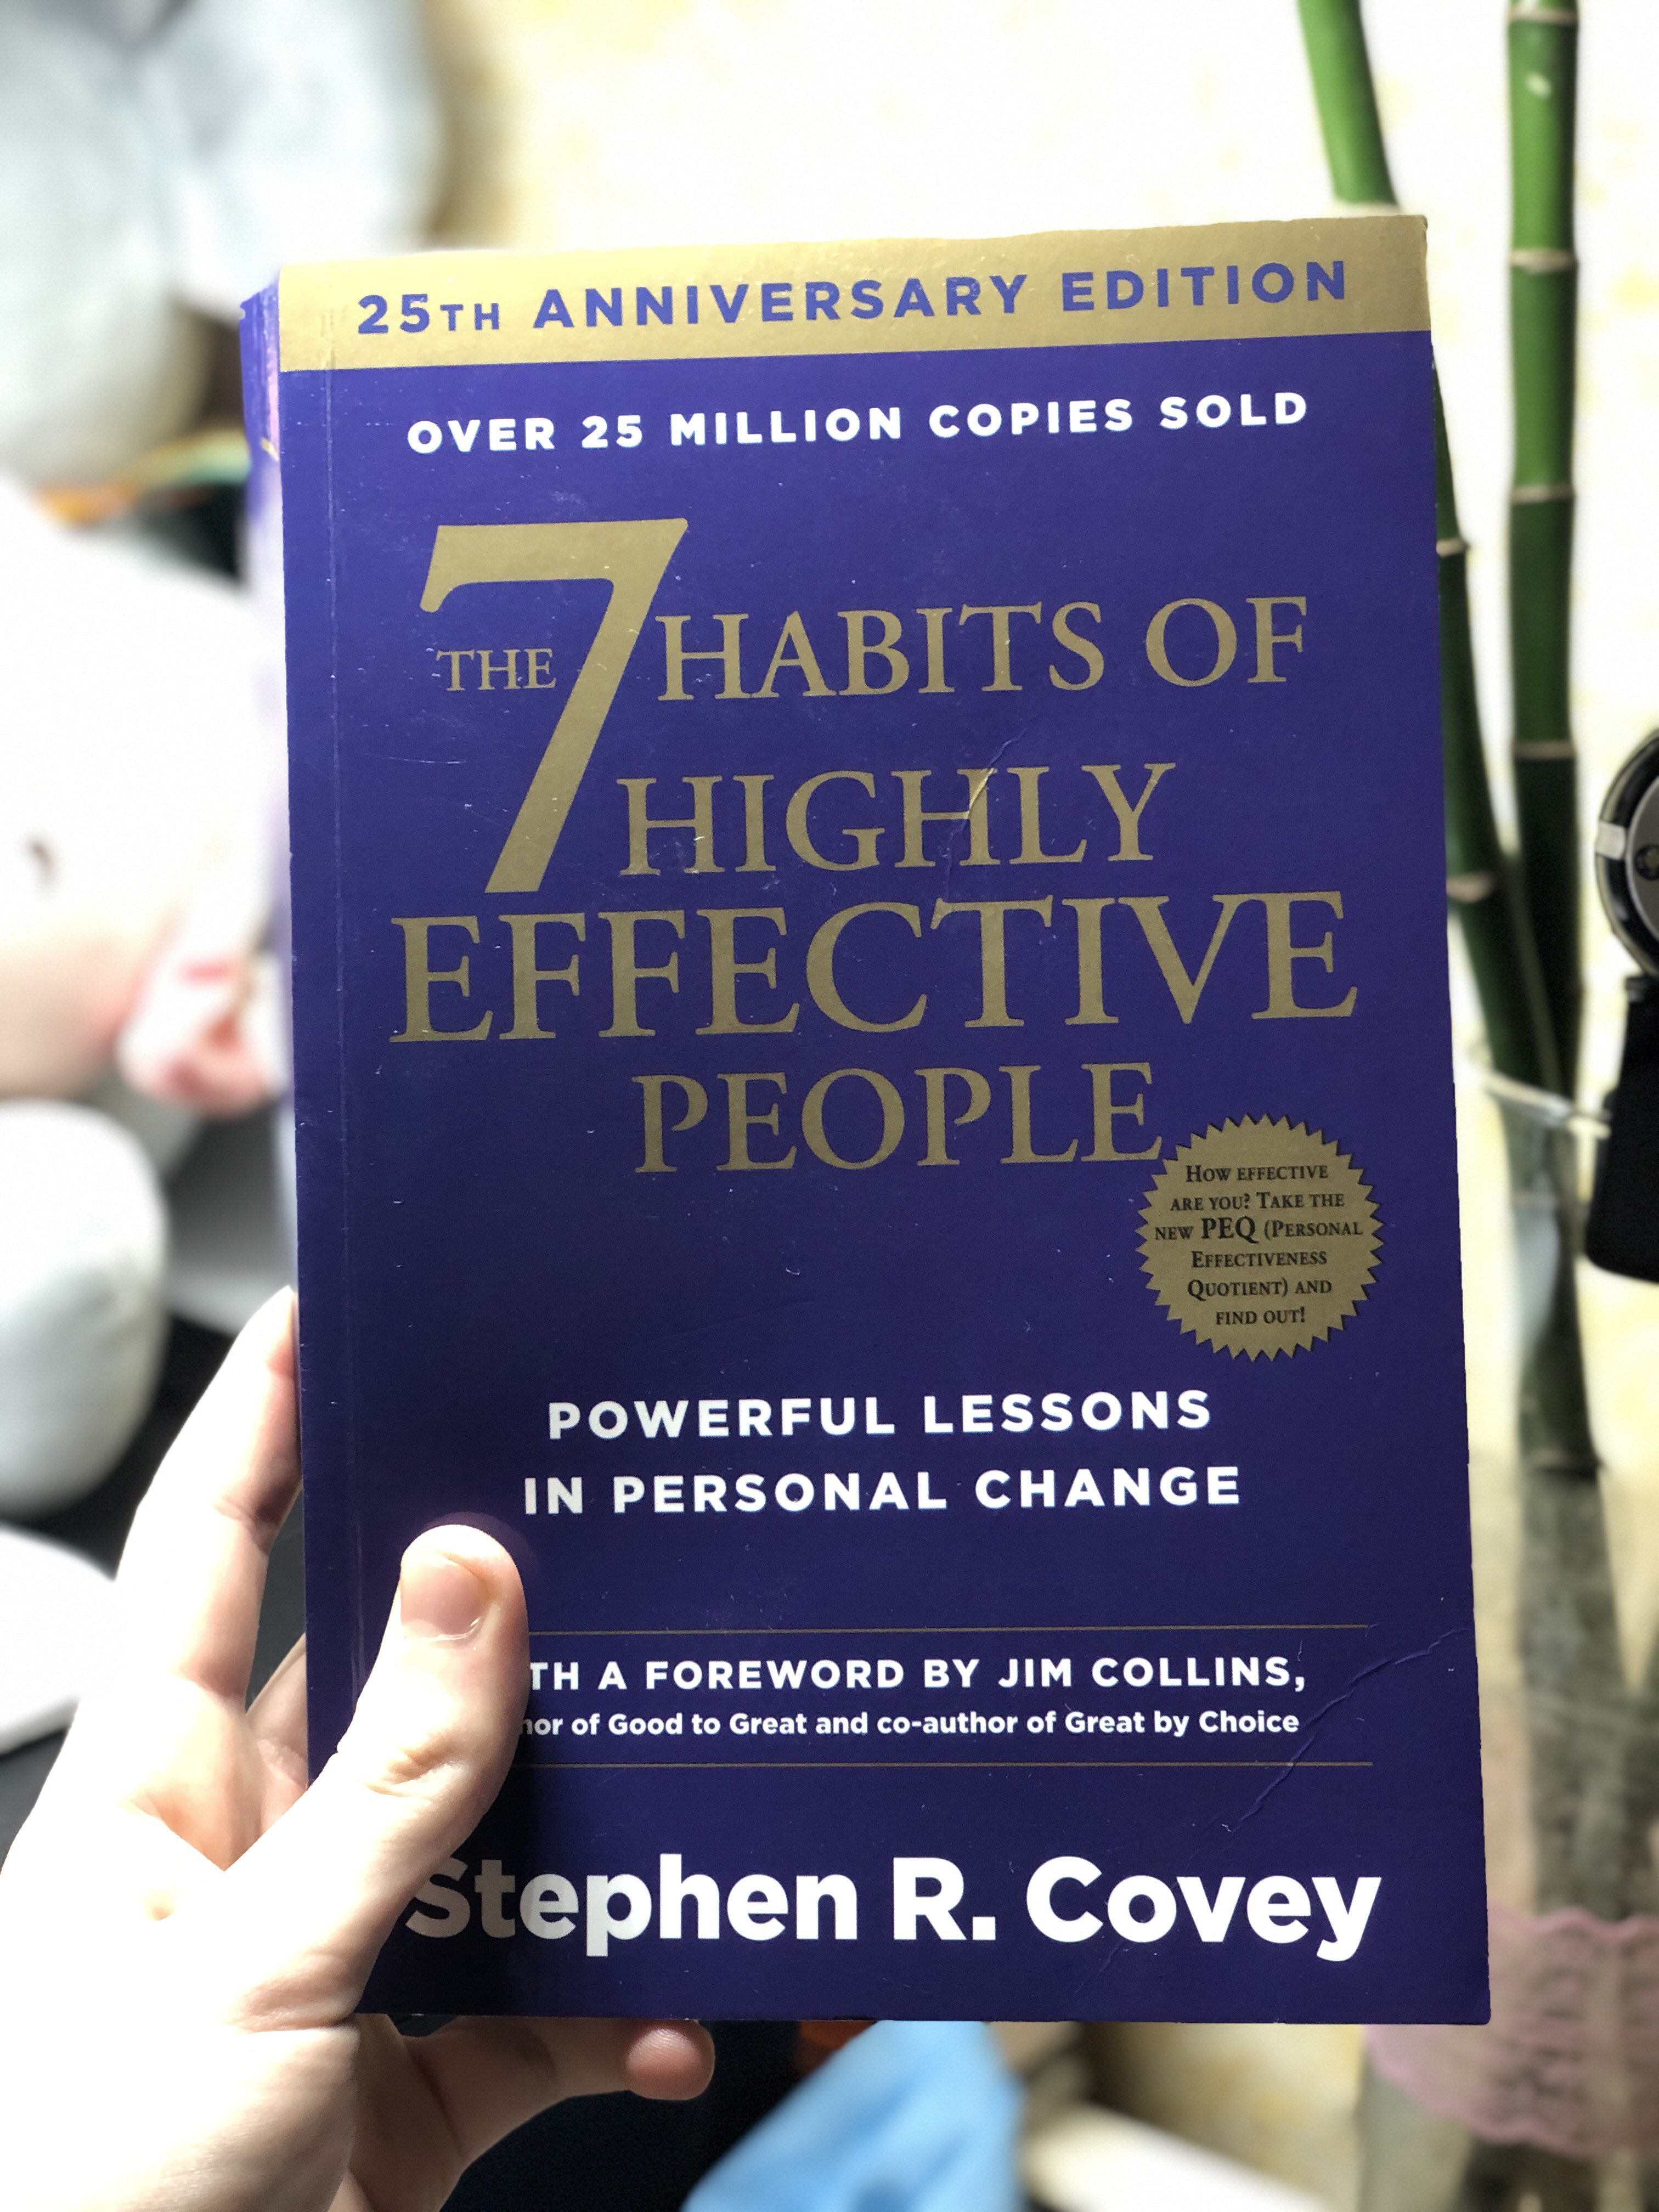 25TH ANNIVERSARY EDITION
OVER 25 MILLION COPIES SOLD
THE 7 HABITS OF
HIGHLY
EFFECTIVE
PEOPLE
HOW EFFECTIVE
ARE YOU? TAKE THE
NEW PEQ (PERSONAL
EFFECTIVENESS
QUOTIENT) AND
FIND OUT!
POWERFUL LESSONS
IN PERSONAL CHANGE
TH A FOREWORD BY JIM COLLINS,
hor of Good to Great and co-author of Great by Choice
Stephen R. Covey